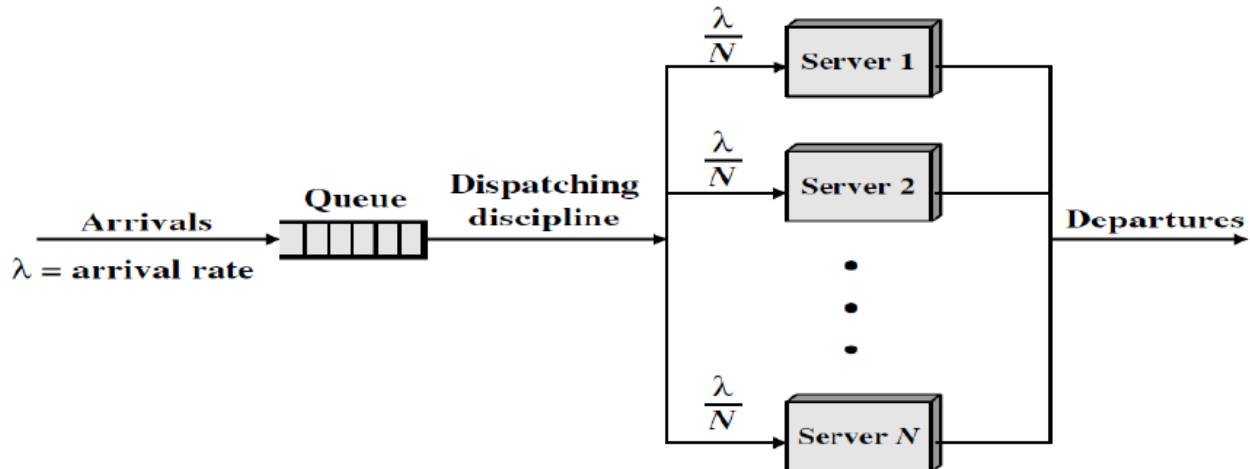 Arrivals
λ = arrival rate
Queue
Dispatching
discipline
λ
N
Server 1
λ
N
Server 2
λ
N
Server N
Departures